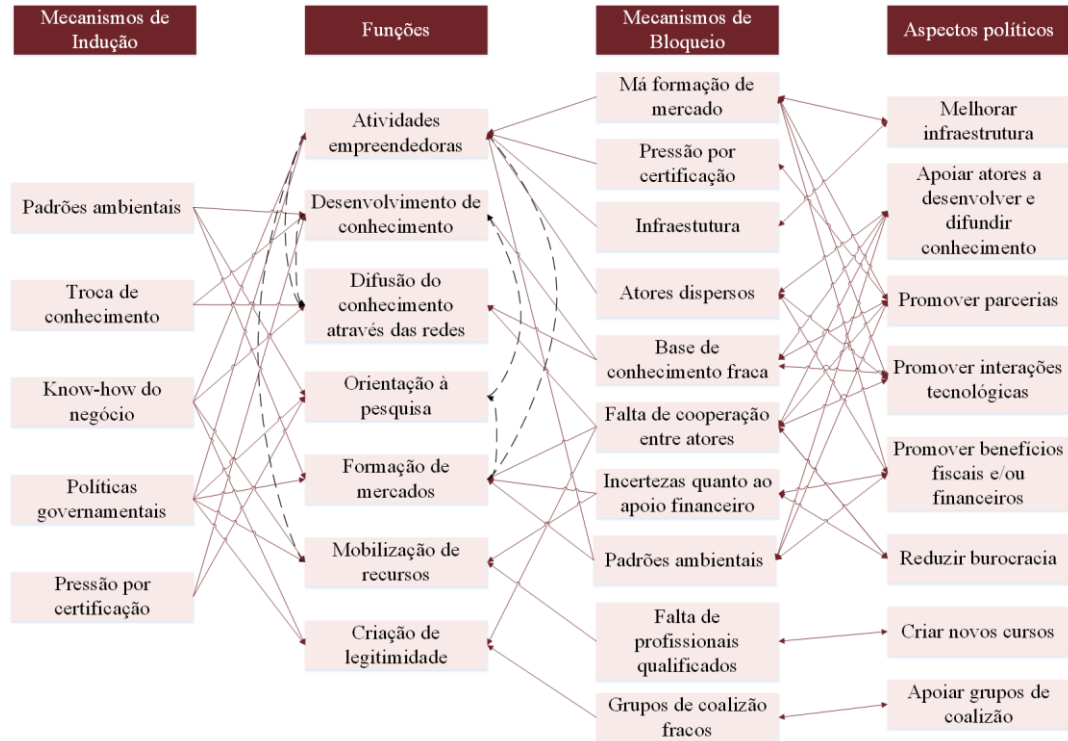 Mecanismos de
Indução
Funções
Mecanismos de
Bloqueio
Aspectos políticos
Padrões ambientais
Troca de
conhecimento
Know-how do
negócio
Políticas
governamentais
Pressão por
certificação
Atividades
empreendedoras
Desenvolvimento de
conhecimento
Difusão do
conhecimento
através das redes
Orientação à
pesquisa
Formação de
mercados
Mobilização de
recursos
Criação de
legitimidade
Má formação de
mercado
Pressão por
certificação
Infraestutura
Atores dispersos
Base de
conhecimento fraca
Falta de cooperação
entre atores
Incertezas quanto ao
apoio financeiro
Padrões ambientais
Falta de
profissionais
qualificados
Grupos de coalizão
fracos
Melhorar
infraestrutura
Apoiar atores a
desenvolver e
difundir
conhecimento
Promover parcerias
Promover interações
tecnológicas
Promover benefícios
fiscais e/ou
financeiros
Reduzir burocracia
Criar novos cursos
Apoiar grupos de
coalizão